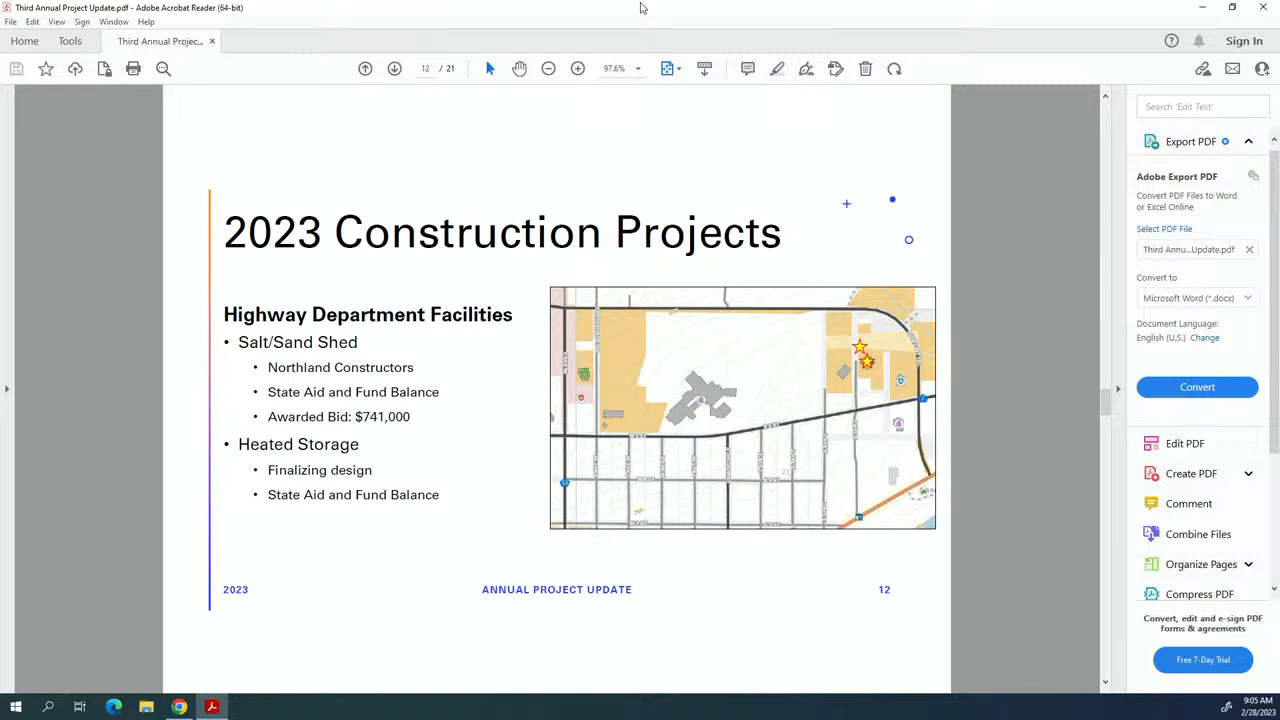 Third Annual Project Update.pdf - Adobe Acrobat Reader (64-bit)
File Edit View Sign Window Help
Home Tools Third Annual Projec... × Sign In
12 / 21 97.6%
Search 'Edit Text'
Export PDF
Adobe Export PDF
Convert PDF Files to Word
or Excel Online
Select PDF File
Third Annu...Update.pdf
Convert to
Microsoft Word (*.docx)
Document Language:
English (U.S.) Change
Convert
Edit PDF
Create PDF
Comment
Combine Files
Organize Pages
Compress PDF
Convert, edit and e-sign PDF
forms & agreements
Free 7-Day Trial
2023 Construction Projects
Highway Department Facilities
• Salt/Sand Shed
• Northland Constructors
• State Aid and Fund Balance
• Awarded Bid: $741,000
• Heated Storage
• Finalizing design
• State Aid and Fund Balance
2023 ANNUAL PROJECT UPDATE 12
9:05 AM
2/28/2023